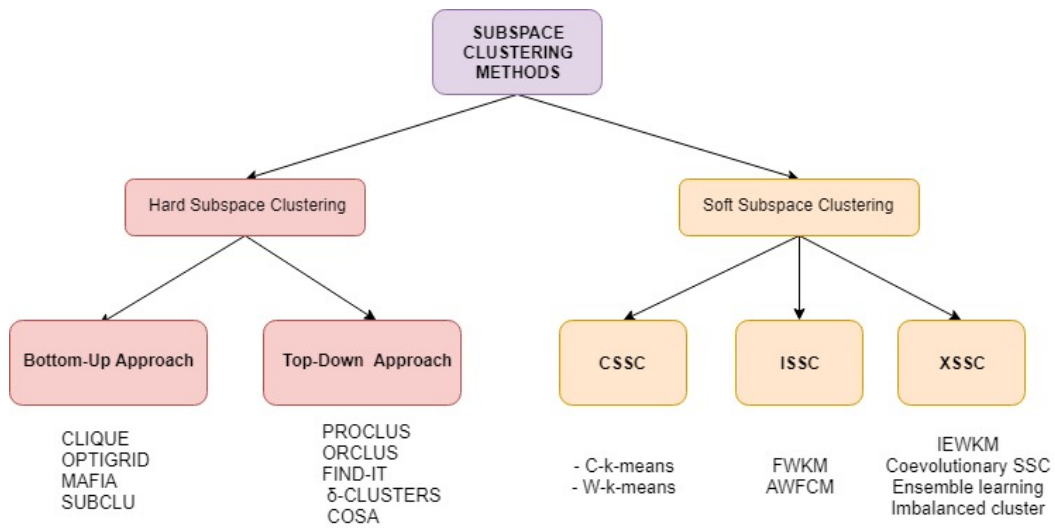 SUBSPACE
CLUSTERING
METHODS
Hard Subspace Clustering
Soft Subspace Clustering
Bottom-Up Approach
Top-Down Approach
CSSC
ISSC
XSSC
CLIQUE
OPTIGRID
MAFIA
SUBCLU
PROCLUS
ORCLUS
FIND-IT
δ-CLUSTERS
COSA
- C-k-means
- W-k-means
FWKM
AWFCM
IEWKM
Coevolutionary SSC
Ensemble learning
Imbalanced cluster